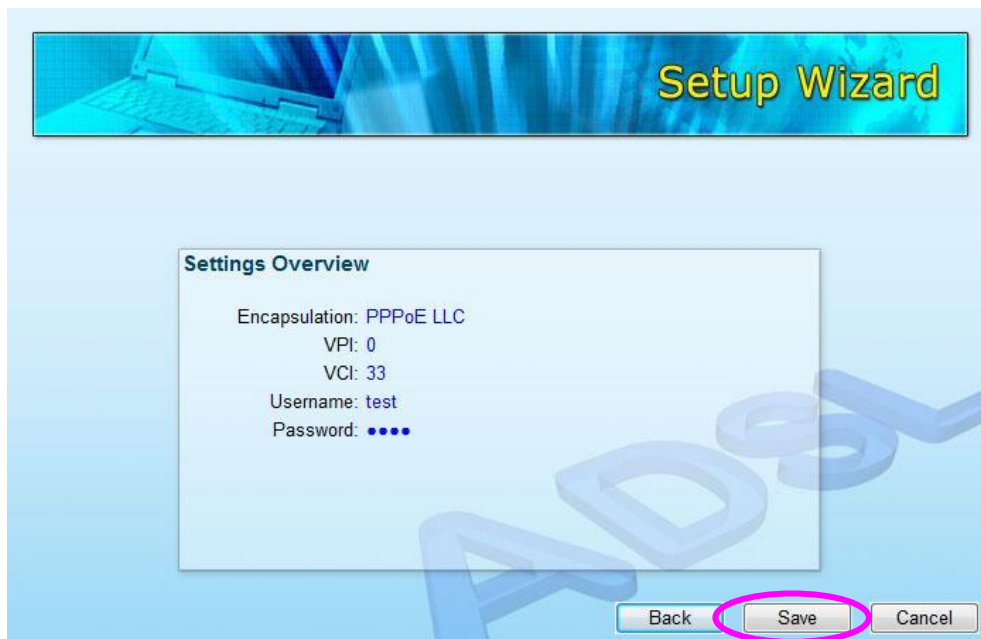 Setup Wizard
Settings Overview
Encapsulation: PPPoE LLC
VPI: 0
VCI: 33
Username: test
Password: ●●●●
ADSL
Back Save Cancel